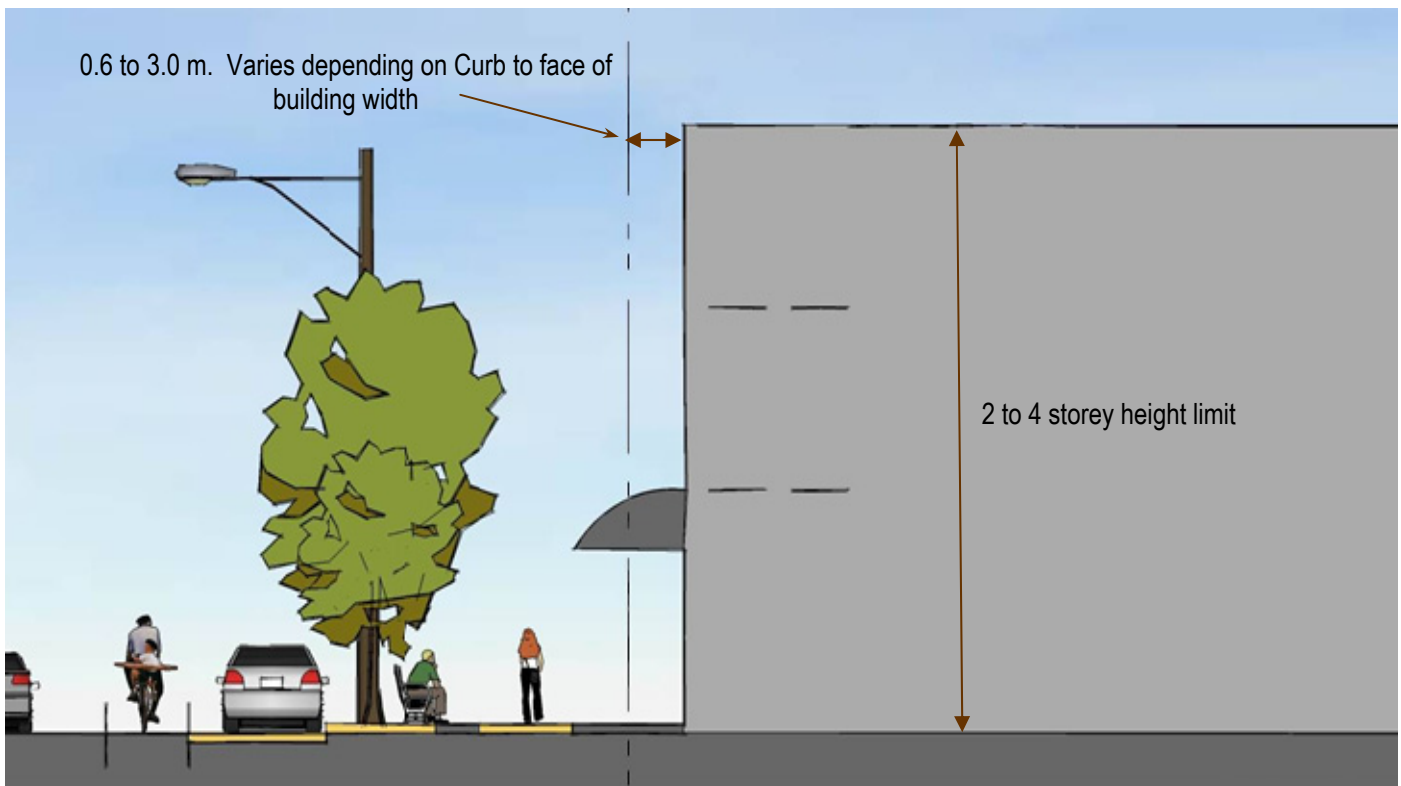 0.6 to 3.0 m.  Varies depending on Curb to face of
building width
2 to 4 storey height limit